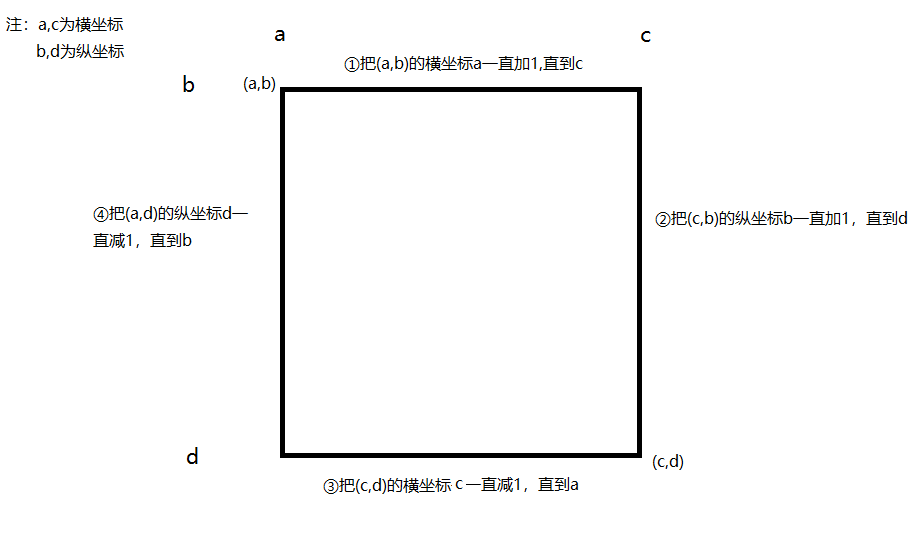 注：a,c为横坐标
b,d为纵坐标
a
c
①把(a,b)的横坐标a一直加1,直到c
b
(a,b)
④把(a,d)的纵坐标d一
直减1，直到b
②把(c,b)的纵坐标b一直加1，直到d
d
(c,d)
③把(c,d)的横坐标 c 一直减1，直到a